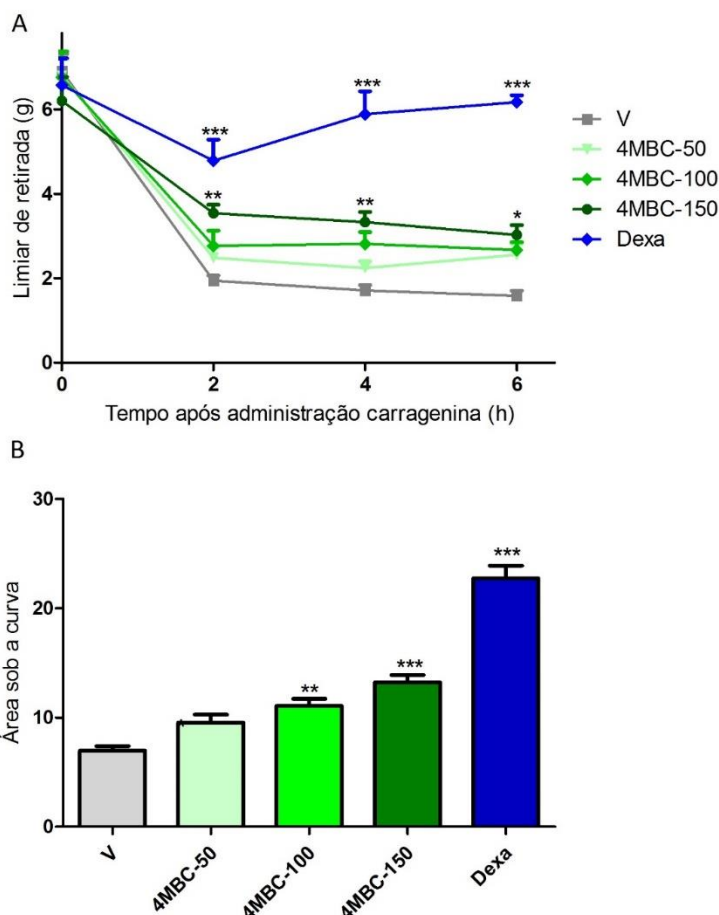 A
Limiar de retirada (g)
6
4
2
0
***
***
***
**
**
*
0
2
4
6
Tempo após administração carragenina (h)
V
4MBC-50
4MBC-100
4MBC-150
Dexa
B
Área sob a curva
30
20
10
0
**
***
***
V
4MBC-50
4MBC-100
4MBC-150
Dexa